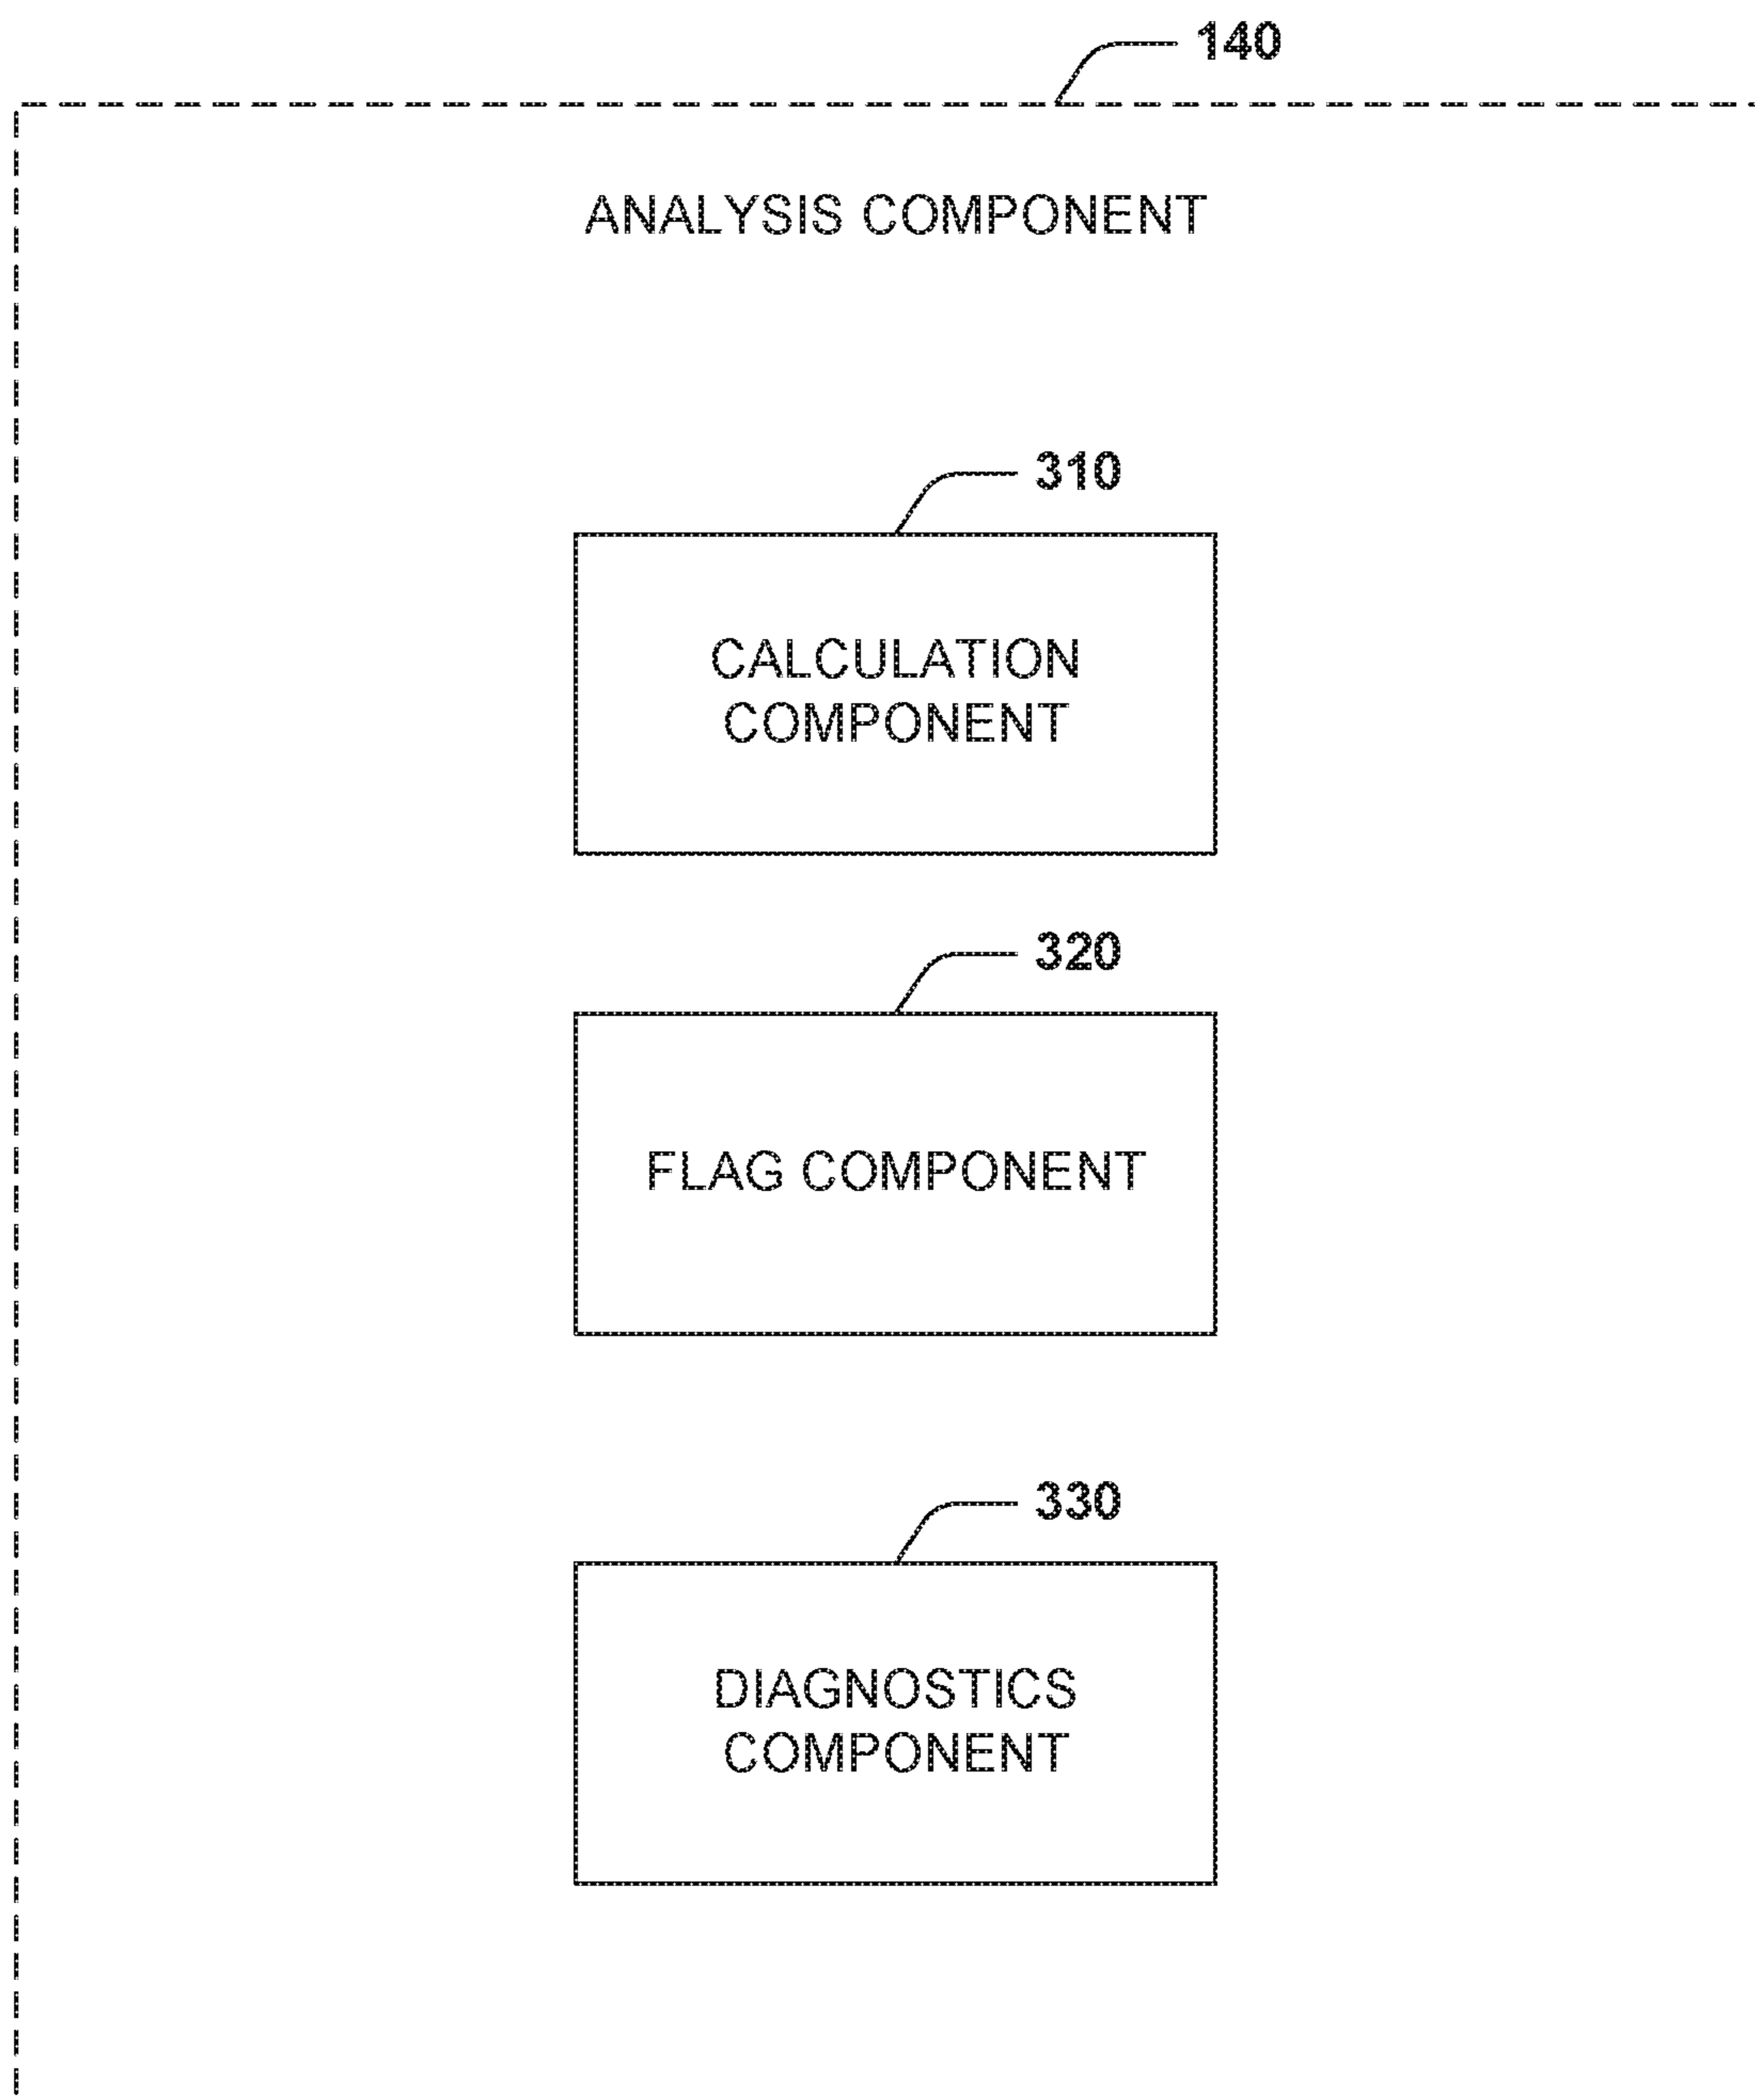 140
ANALYSIS COMPONENT
310
CALCULATION
COMPONENT
320
FLAG COMPONENT
330
DIAGNOSTICS
COMPONENT